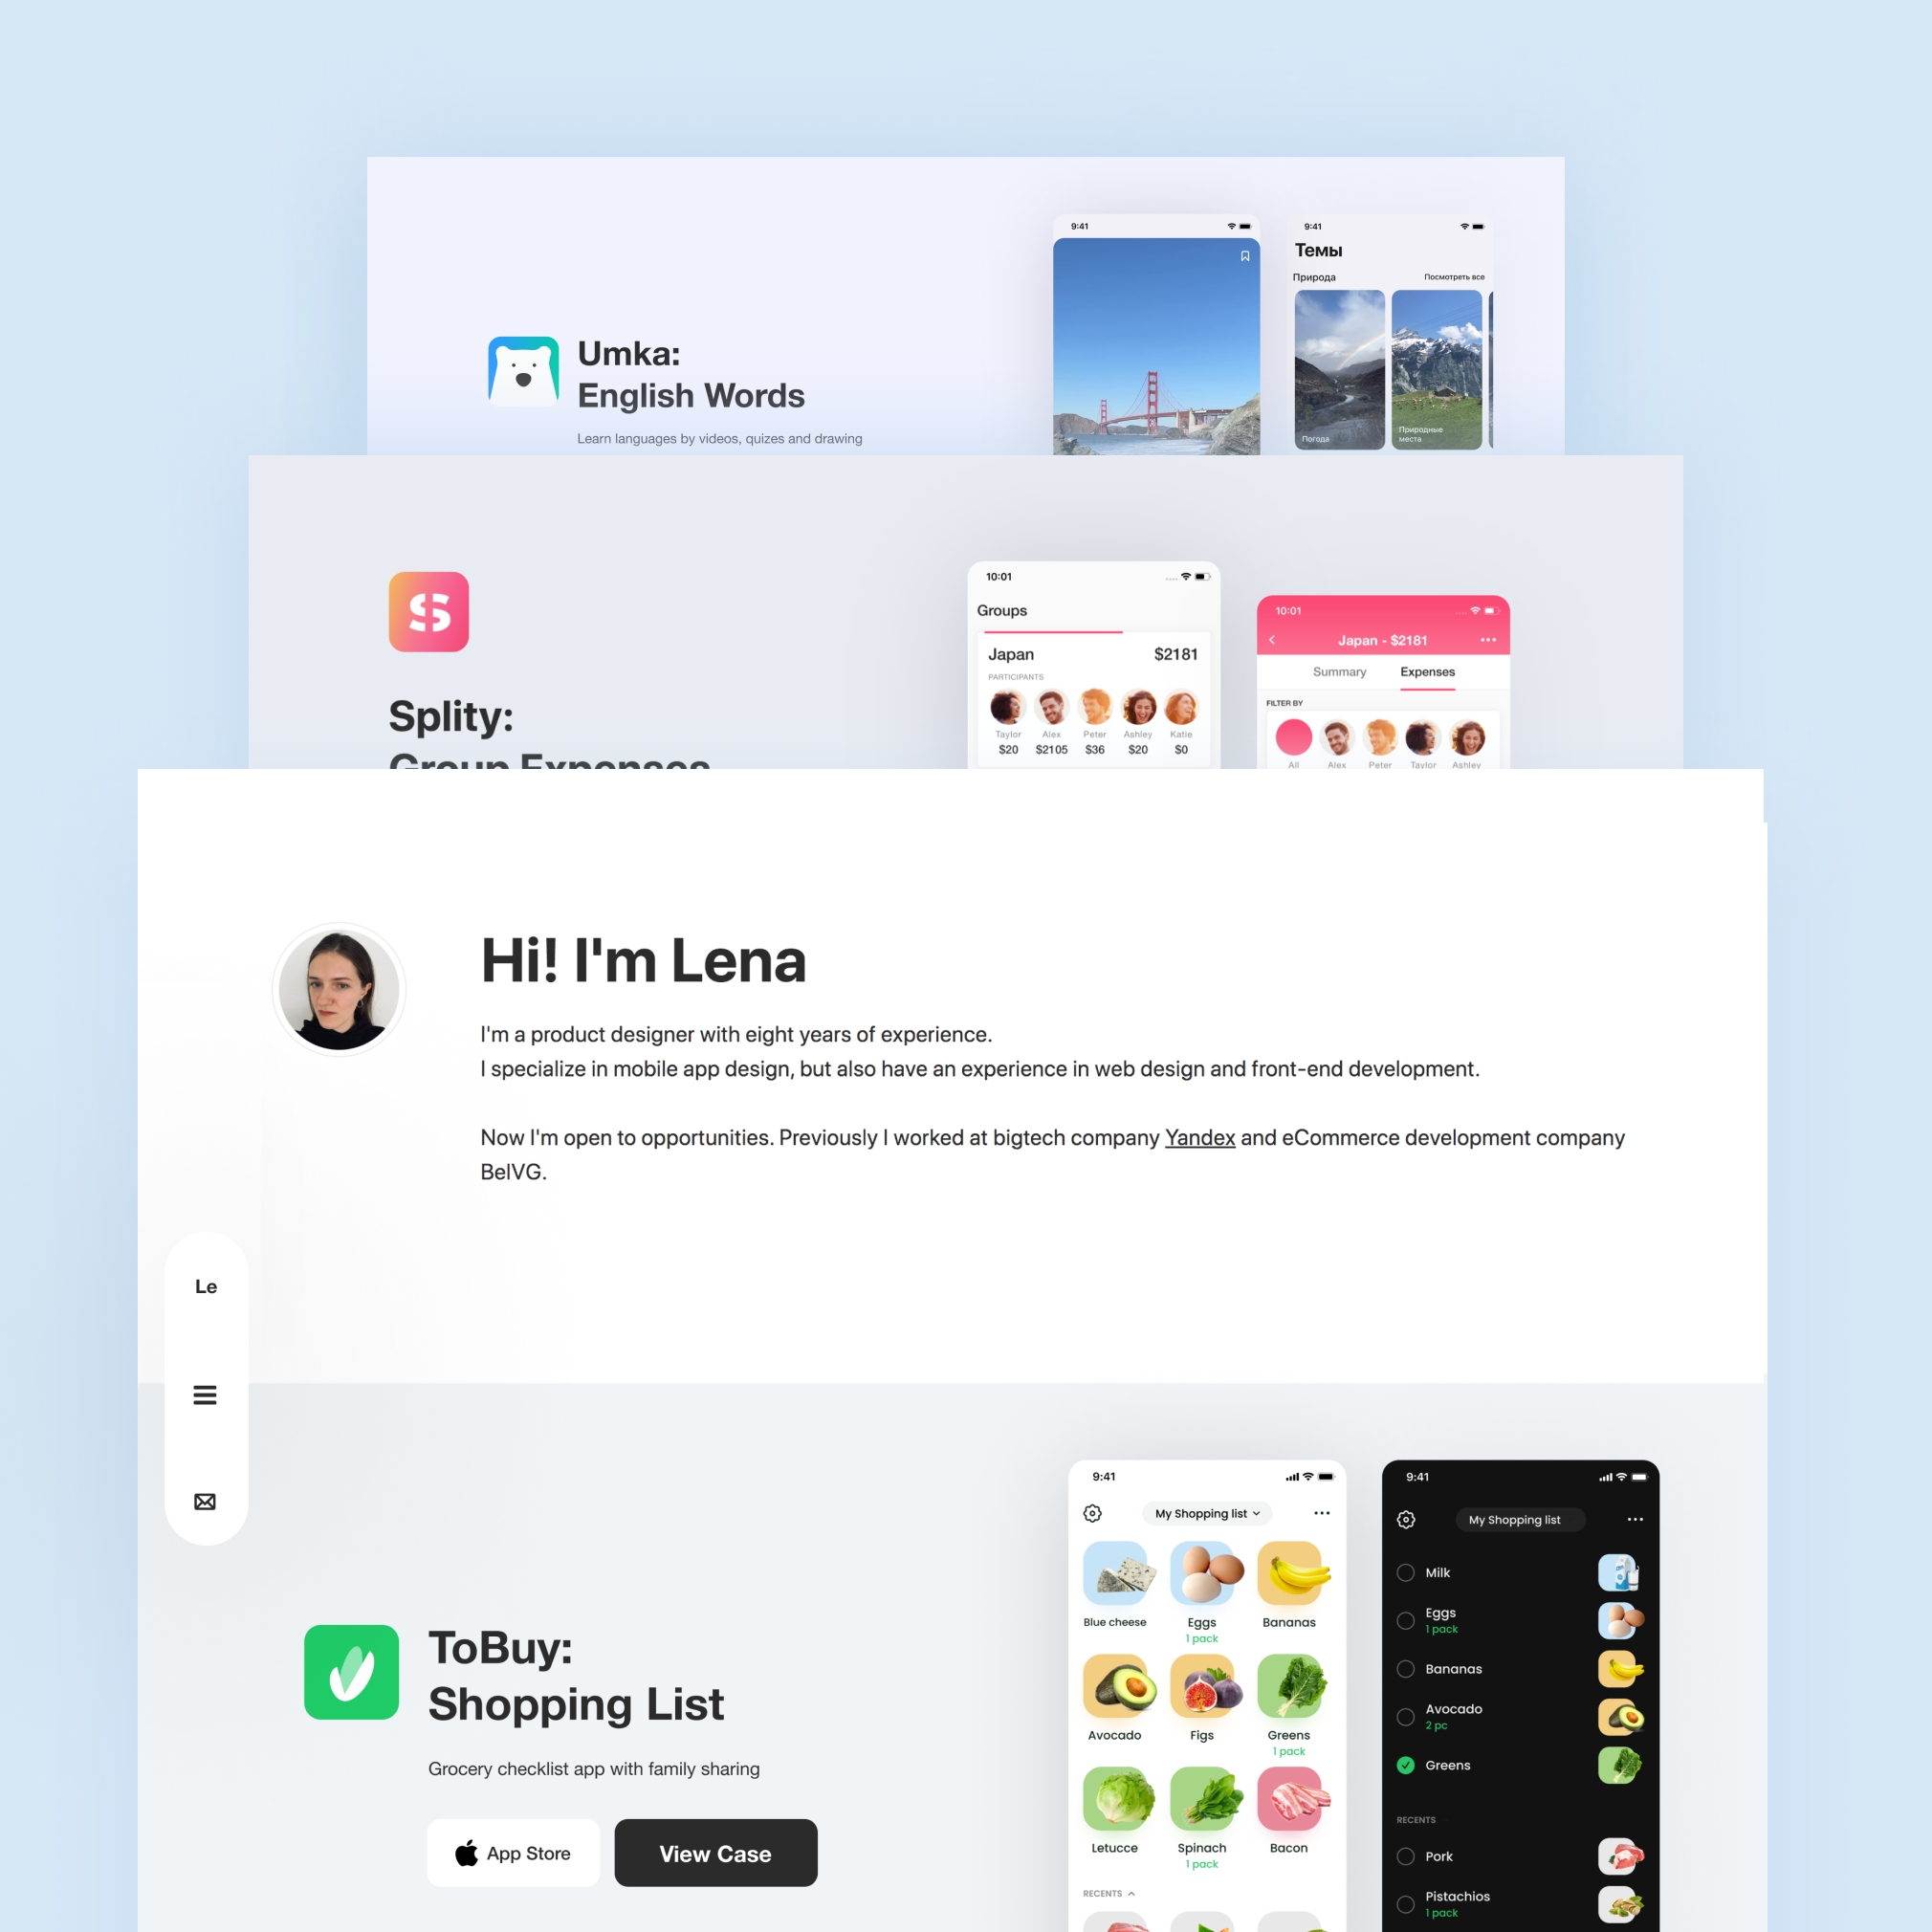 9:41
Umka:
English Words
Learn languages by videos, quizes and drawing
9:41
Темы
Природа
Посмотреть все
Погода
Природные
места
Splity:
Group Expenses
10:01
Groups
Japan
$2181
PARTICIPANTS
Taylor Alex Peter Ashley Katie
$20 $2105 $36 $20 $0
10:01
Japan - $2181
Summary Expenses
FILTER BY
All Alex Peter Taylor Ashley
Hi! I'm Lena
I'm a product designer with eight years of experience.
I specialize in mobile app design, but also have an experience in web design and front-end development.
Now I'm open to opportunities. Previously I worked at bigtech company Yandex and eCommerce development company
BelVG.
Le
ToBuy:
Shopping List
Grocery checklist app with family sharing
App Store
View Case
9:41
My Shopping list
Blue cheese Eggs Bananas
1 pack
Avocado Figs Greens
1 pack
Letucce Spinach Bacon
1 pack
RECENTS
9:41
My Shopping list
Milk
Eggs
1 pack
Bananas
Avocado
2 pc
Greens
RECENTS
Pork
Pistachios
1 pack